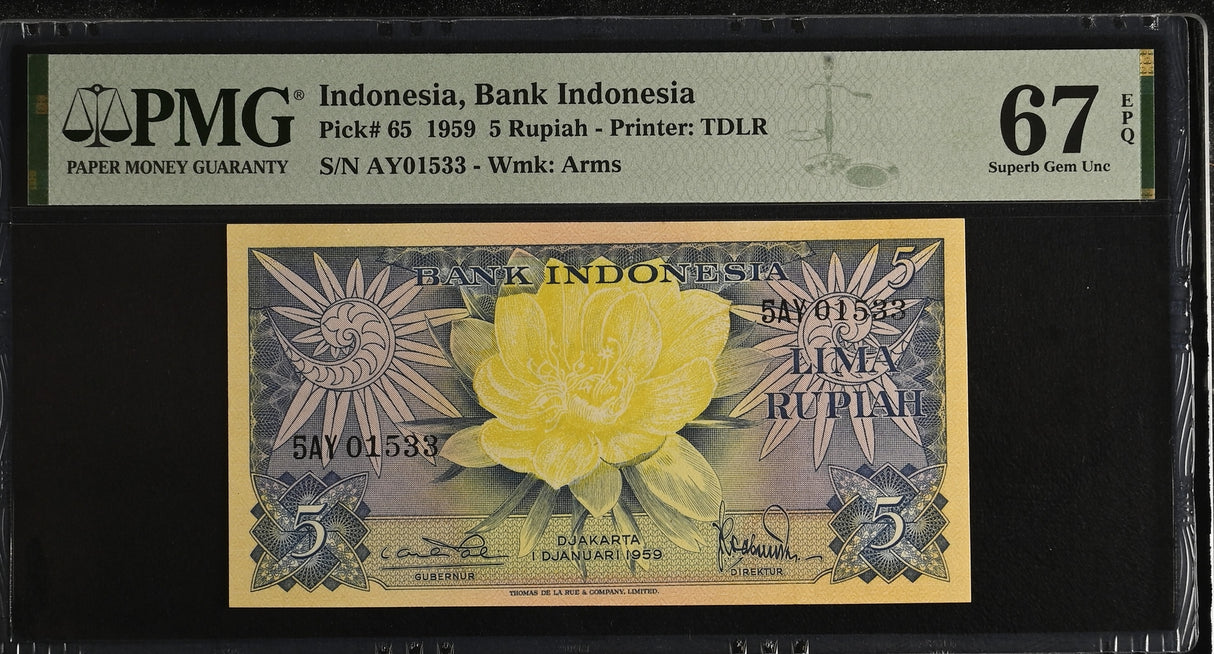 PMG®
PAPER MONEY GUARANTY
Indonesia, Bank Indonesia
Pick# 65 1959 5 Rupiah - Printer: TDLR
S/N AY01533 - Wmk: Arms
67
EPQ
Superb Gem Unc
BANK INDONESIA
5
5AY 01533
LIMA
RUPIAH
5AY 01533
5
5
DJAKARTA
1 DJANUARI 1959
GUBERNUR
DIREKTUR
THOMAS DE LA RUE & COMPANY, LIMITED.